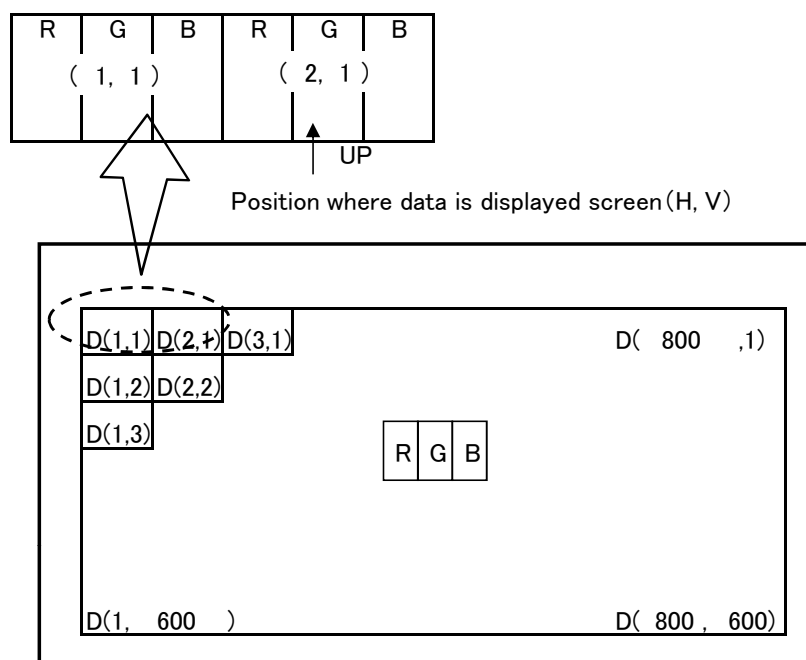 R G B R G B
( 1, 1 ) ( 2, 1 )
UP
Position where data is displayed screen(H, V)
D(1,1) D(2,1) D(3,1) D( 800 ,1)
D(1,2) D(2,2)
D(1,3)
R G B
D(1, 600 ) D( 800 , 600)